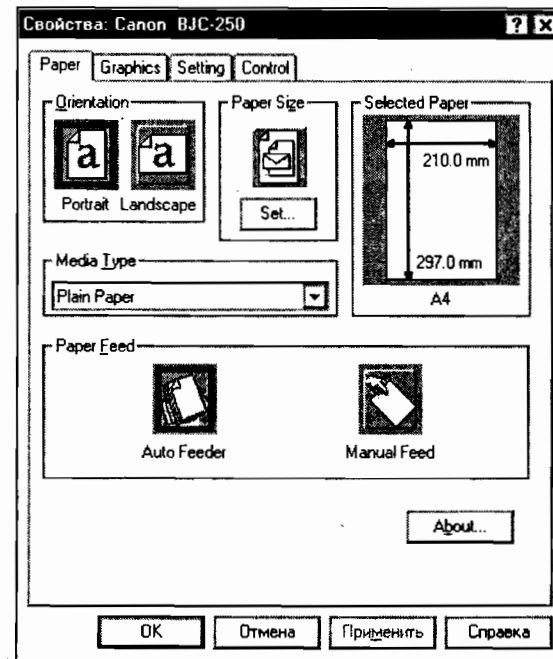 Свойства: Canon BJC-250
Paper Graphics Setting Control
Orientation
a a
Portrait Landscape
Paper Size
Set...
Selected Paper
210.0 mm
297.0 mm
A4
Media Type
Plain Paper
Paper Feed
Auto Feeder Manual Feed
About...
OK Отмена Применить Справка